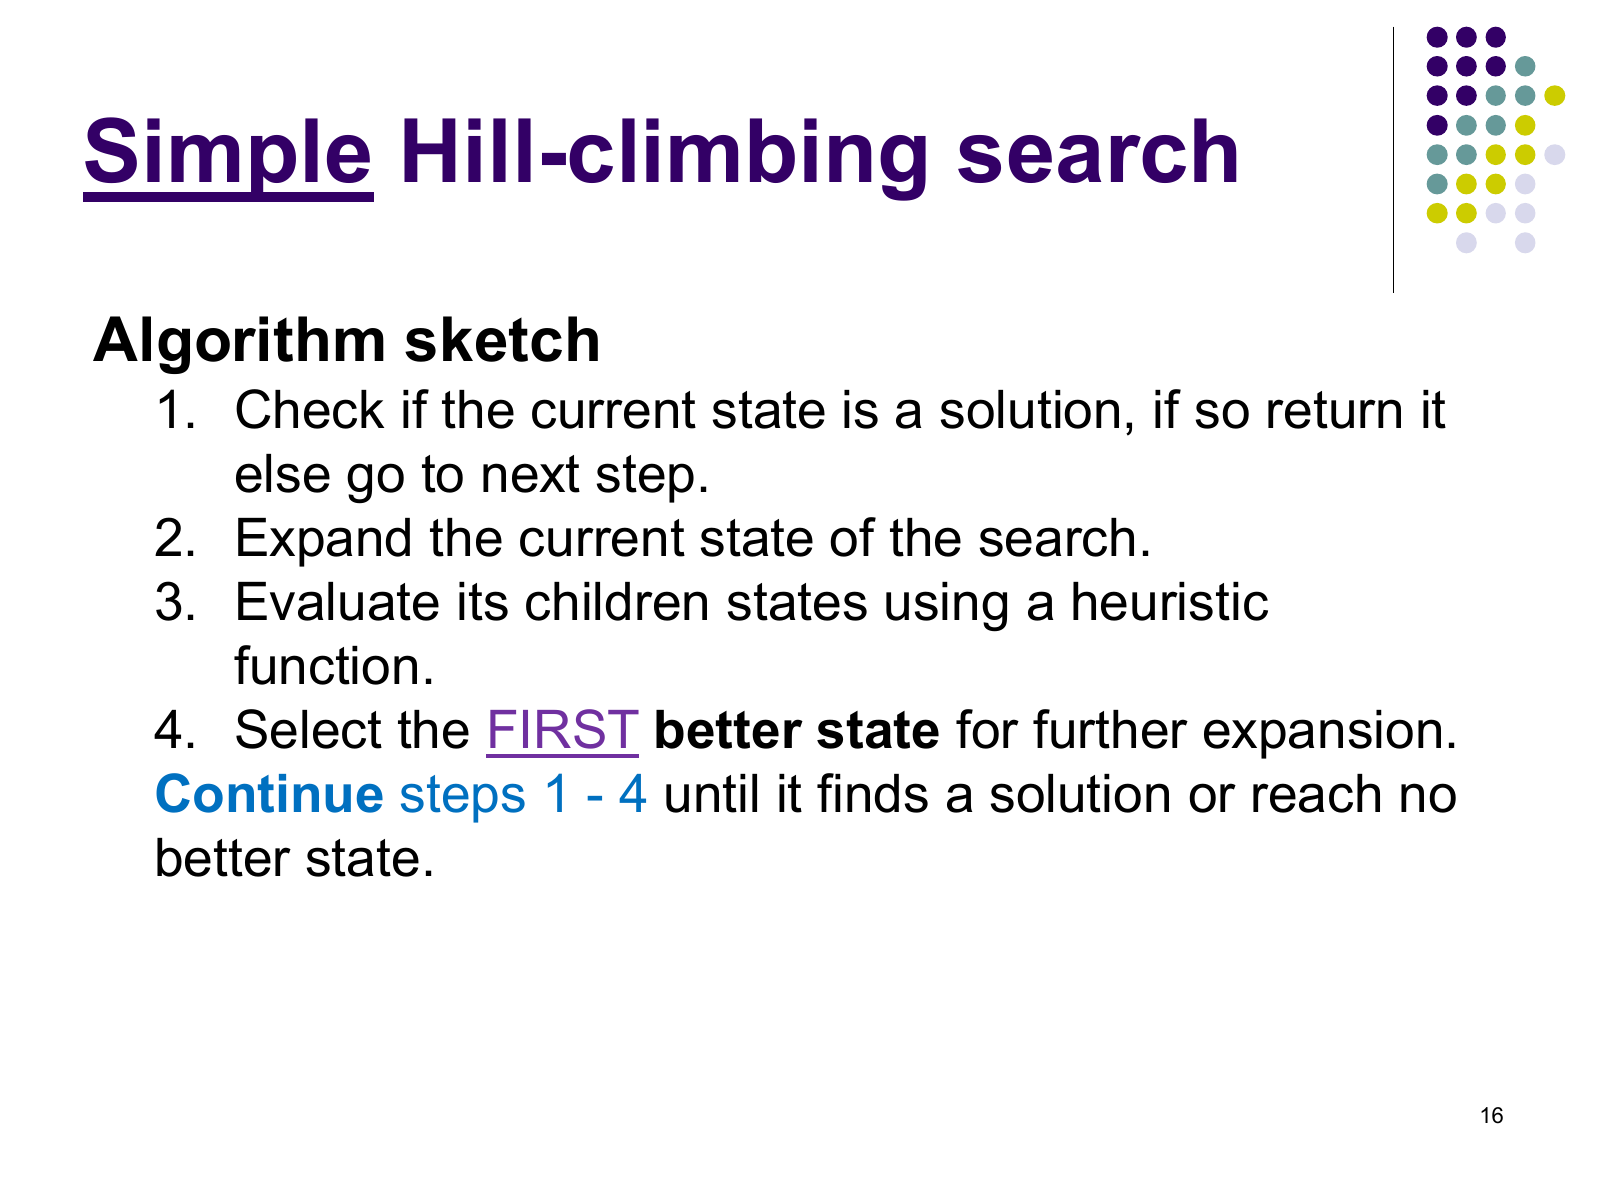 Simple Hill-climbing search
Algorithm sketch
1. Check if the current state is a solution, if so return it
else go to next step.
2. Expand the current state of the search.
3. Evaluate its children states using a heuristic
function.
4. Select the FIRST better state for further expansion.
Continue steps 1 - 4 until it finds a solution or reach no
better state.
16